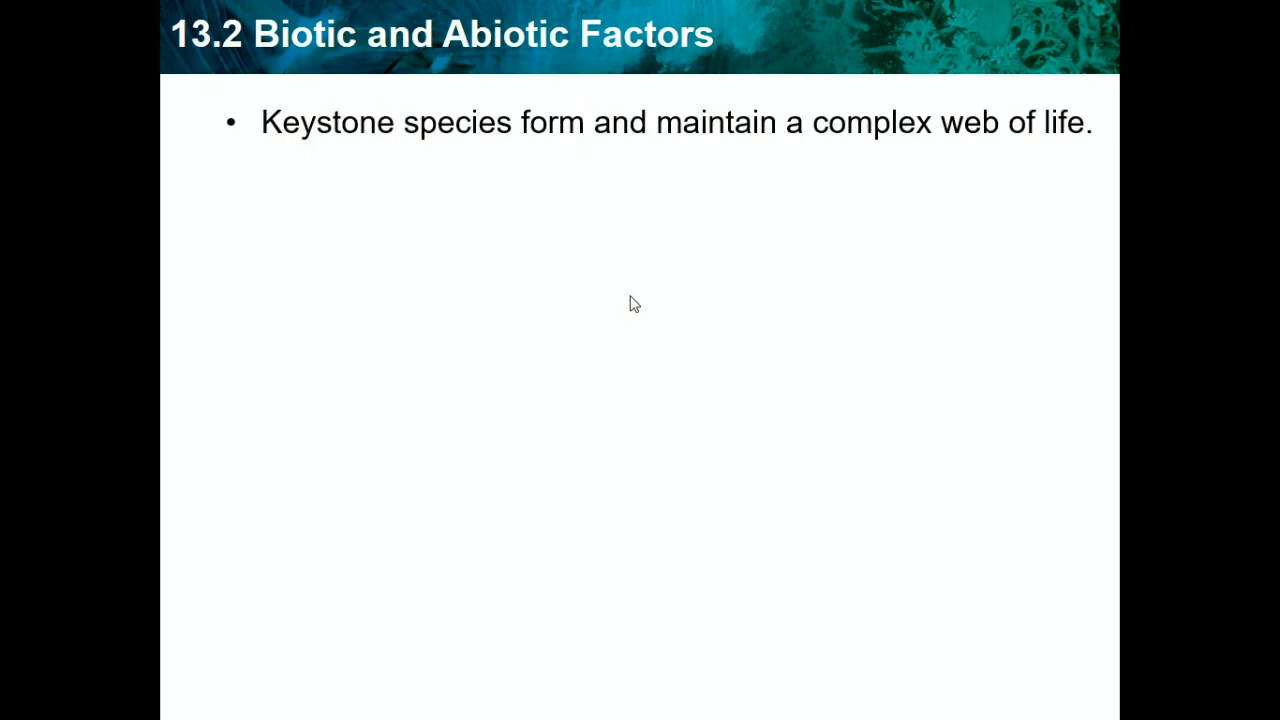 13.2 Biotic and Abiotic Factors
• Keystone species form and maintain a complex web of life.